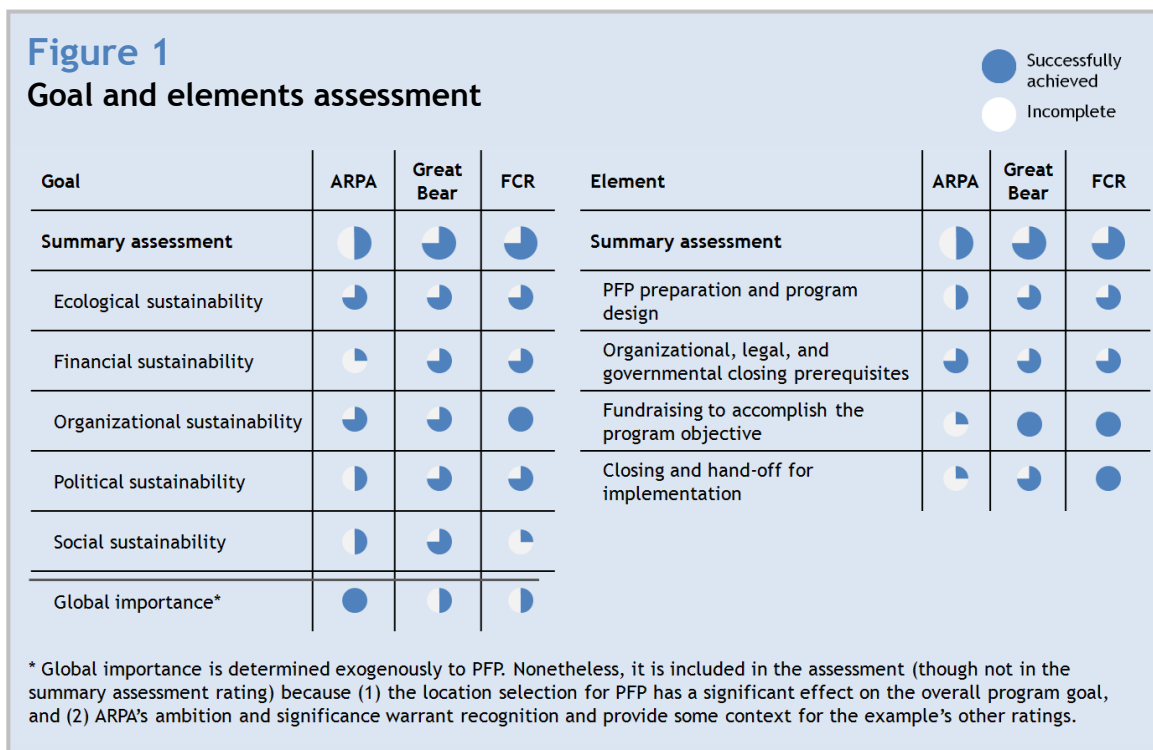 Figure 1
Goal and elements assessment
Successfully
achieved
Incomplete
Goal
ARPA
Great
Bear
FCR
Summary assessment
Ecological sustainability
Financial sustainability
Organizational sustainability
Political sustainability
Social sustainability
Global importance*
Element
ARPA
Great
Bear
FCR
Summary assessment
PFP preparation and program
design
Organizational, legal, and
governmental closing prerequisites
Fundraising to accomplish the
program objective
Closing and hand-off for
implementation
* Global importance is determined exogenously to PFP. Nonetheless, it is included in the assessment (though not in the
summary assessment rating) because (1) the location selection for PFP has a significant effect on the overall program goal,
and (2) ARPA’s ambition and significance warrant recognition and provide some context for the example’s other ratings.